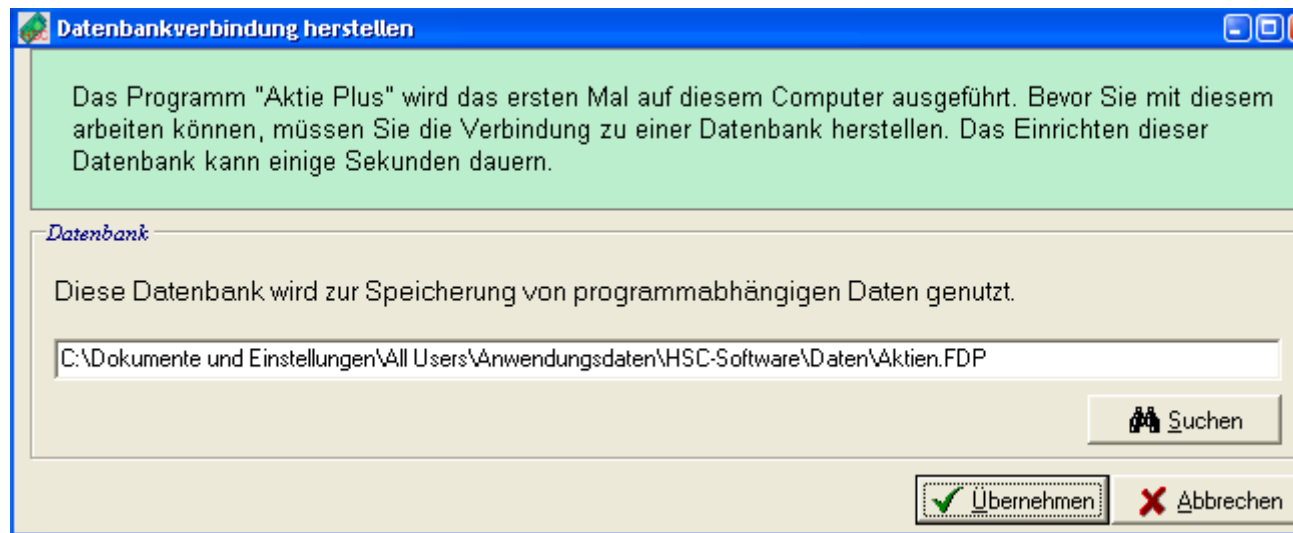 Datenbankverbindung herstellen
Das Programm "Aktie Plus" wird das ersten Mal auf diesem Computer ausgeführt. Bevor Sie mit diesem
arbeiten können, müssen Sie die Verbindung zu einer Datenbank herstellen. Das Einrichten dieser
Datenbank kann einige Sekunden dauern.
Datenbank
Diese Datenbank wird zur Speicherung von programmabhängigen Daten genutzt.
C:\Dokumente und Einstellungen\All Users\Anwendungsdaten\HSC-Software\Daten\Aktien.FDP
Suchen
Übernehmen Abbrechen